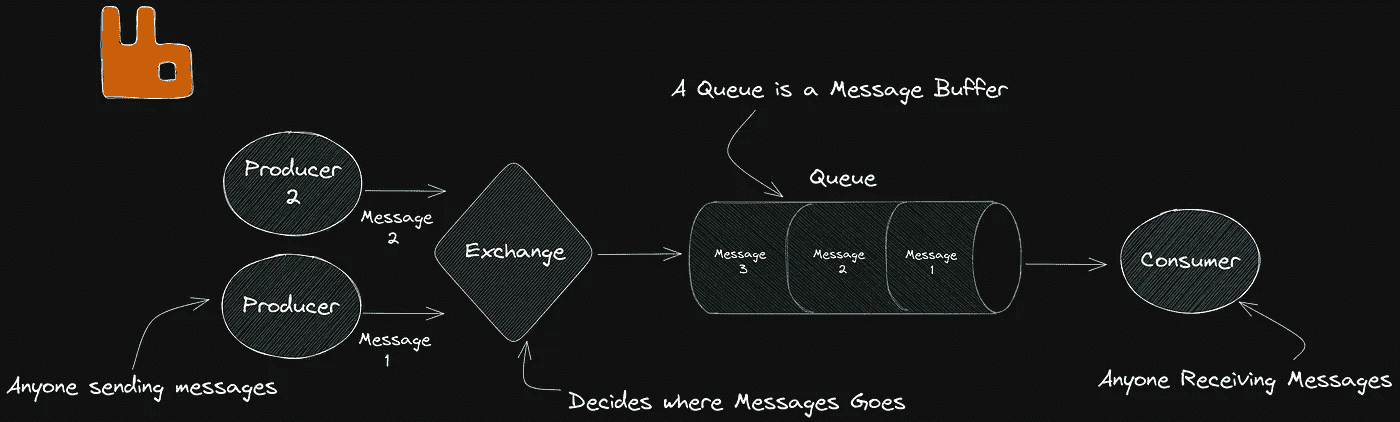 A Queue is a Message Buffer
Producer
2
Message
2
Queue
Exchange
Message
3
Message
2
Message
1
Consumer
Producer
Message
1
Anyone sending messages
Decides where Messages Goes
Anyone Receiving Messages